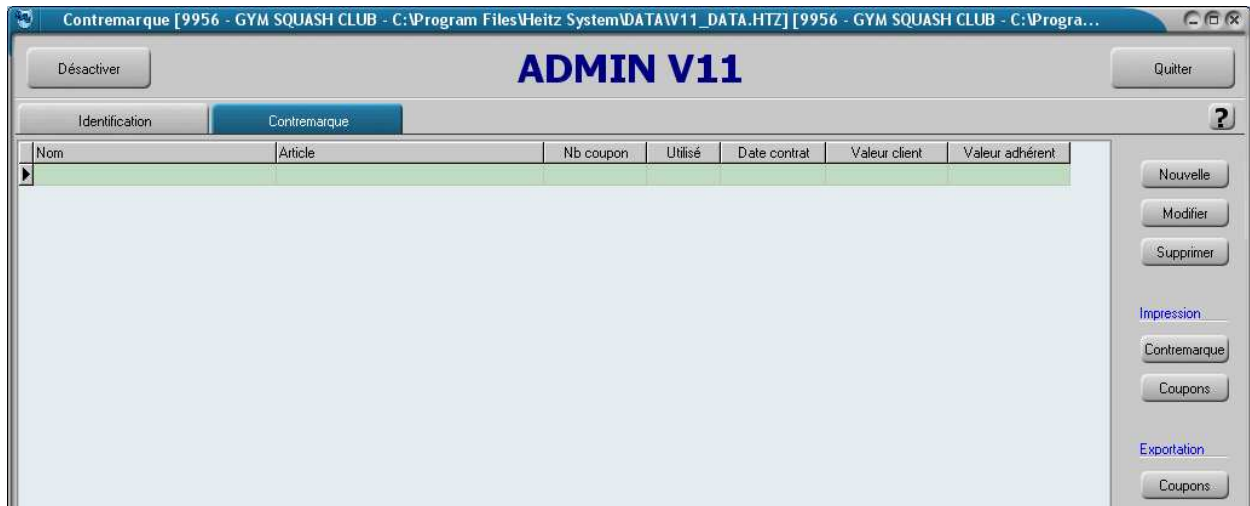 Contremarque [9956 - GYM SQUASH CLUB - C:\Program Files\Heitz System\DATA\V11_DATA.HTZ] [9956 - GYM SQUASH CLUB - C:\Progra...
Désactiver ADMIN V11 Quitter
Identification Contremarque ?
Nom Article Nb coupon Utilisé Date contrat Valeur client Valeur adhérent
Nouvelle
Modifier
Supprimer
Impression
Contremarque
Coupons
Exportation
Coupons